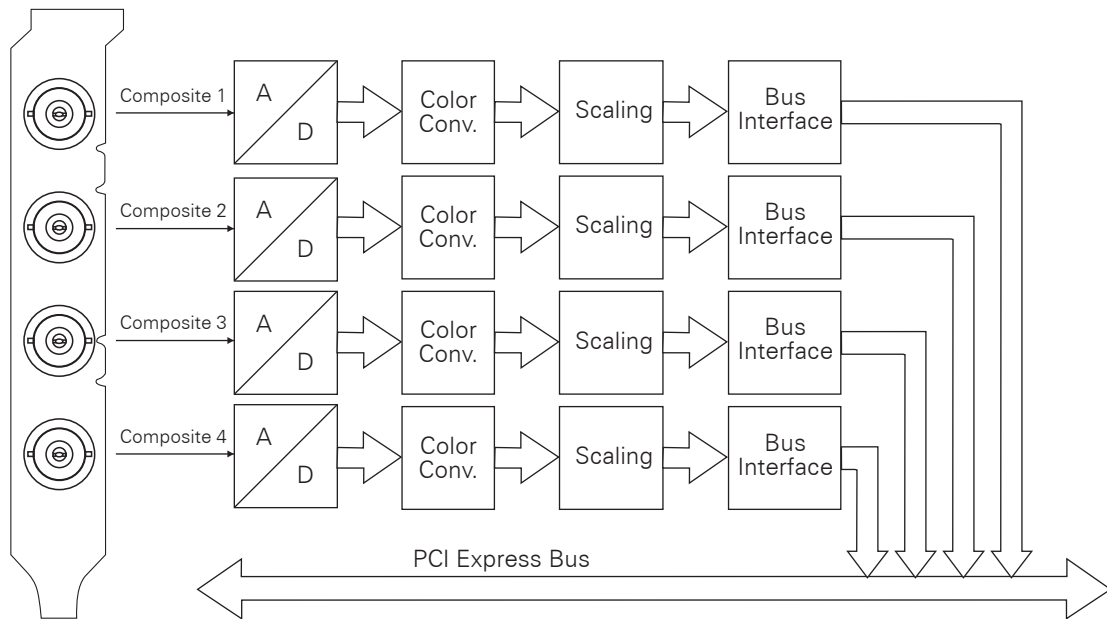 Composite 1
A
D
Color
Conv.
Scaling
Bus
Interface
Composite 2
A
D
Color
Conv.
Scaling
Bus
Interface
Composite 3
A
D
Color
Conv.
Scaling
Bus
Interface
Composite 4
A
D
Color
Conv.
Scaling
Bus
Interface
PCI Express Bus